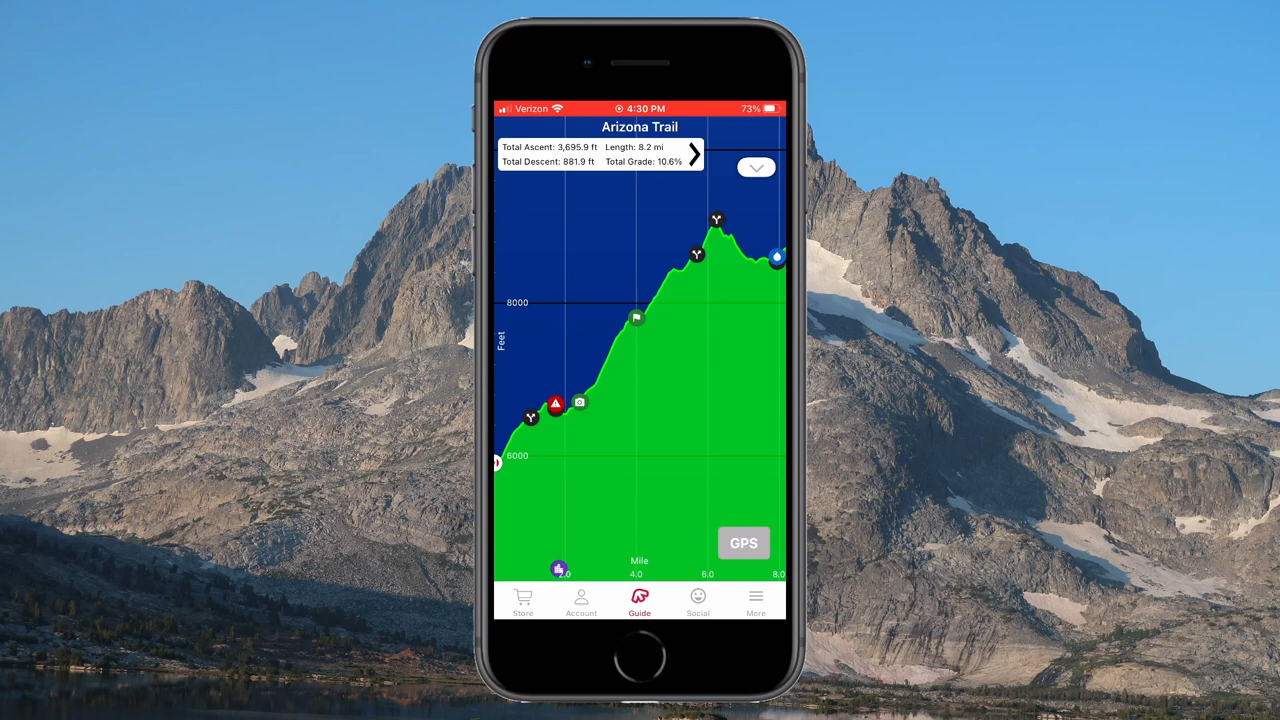 Verizon 4:30 PM 73%
Arizona Trail
Total Ascent: 3,695.9 ft Length: 8.2 mi
Total Descent: 881.9 ft Total Grade: 10.6%
8000
Feet
6000
GPS
Mile
2.0 4.0 6.0 8.0
Store Account Guide Social More